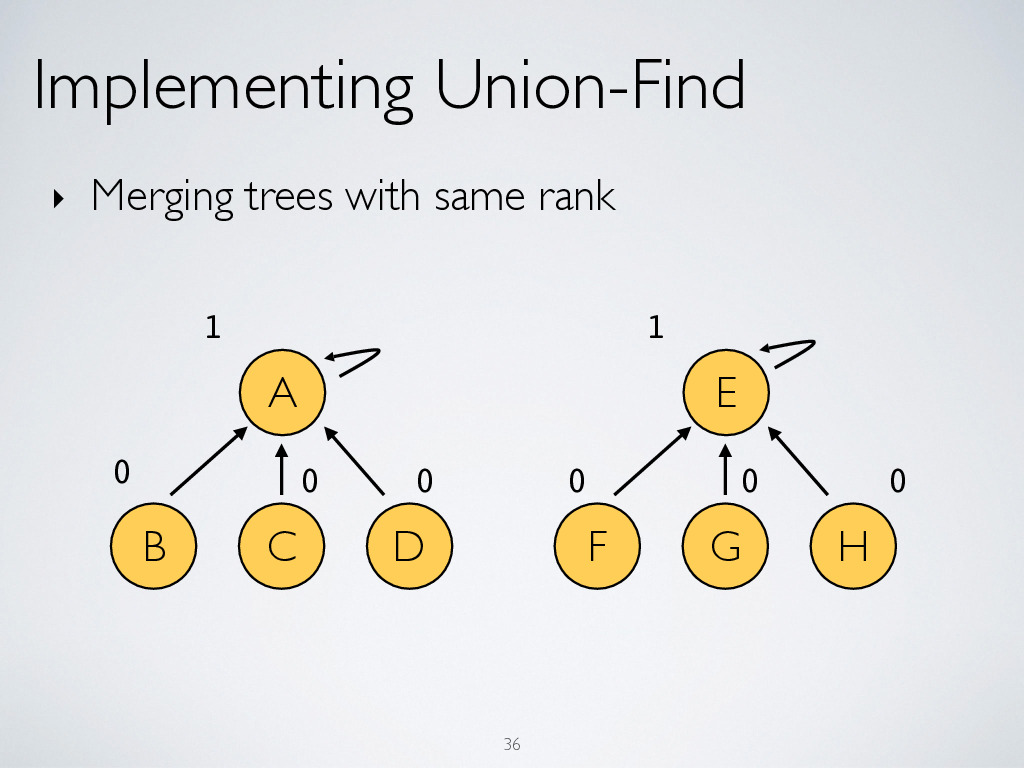 Implementing Union-Find
‣ Merging trees with same rank
1 1
A E
0 0 0 0 0 0
B C D F G H
36